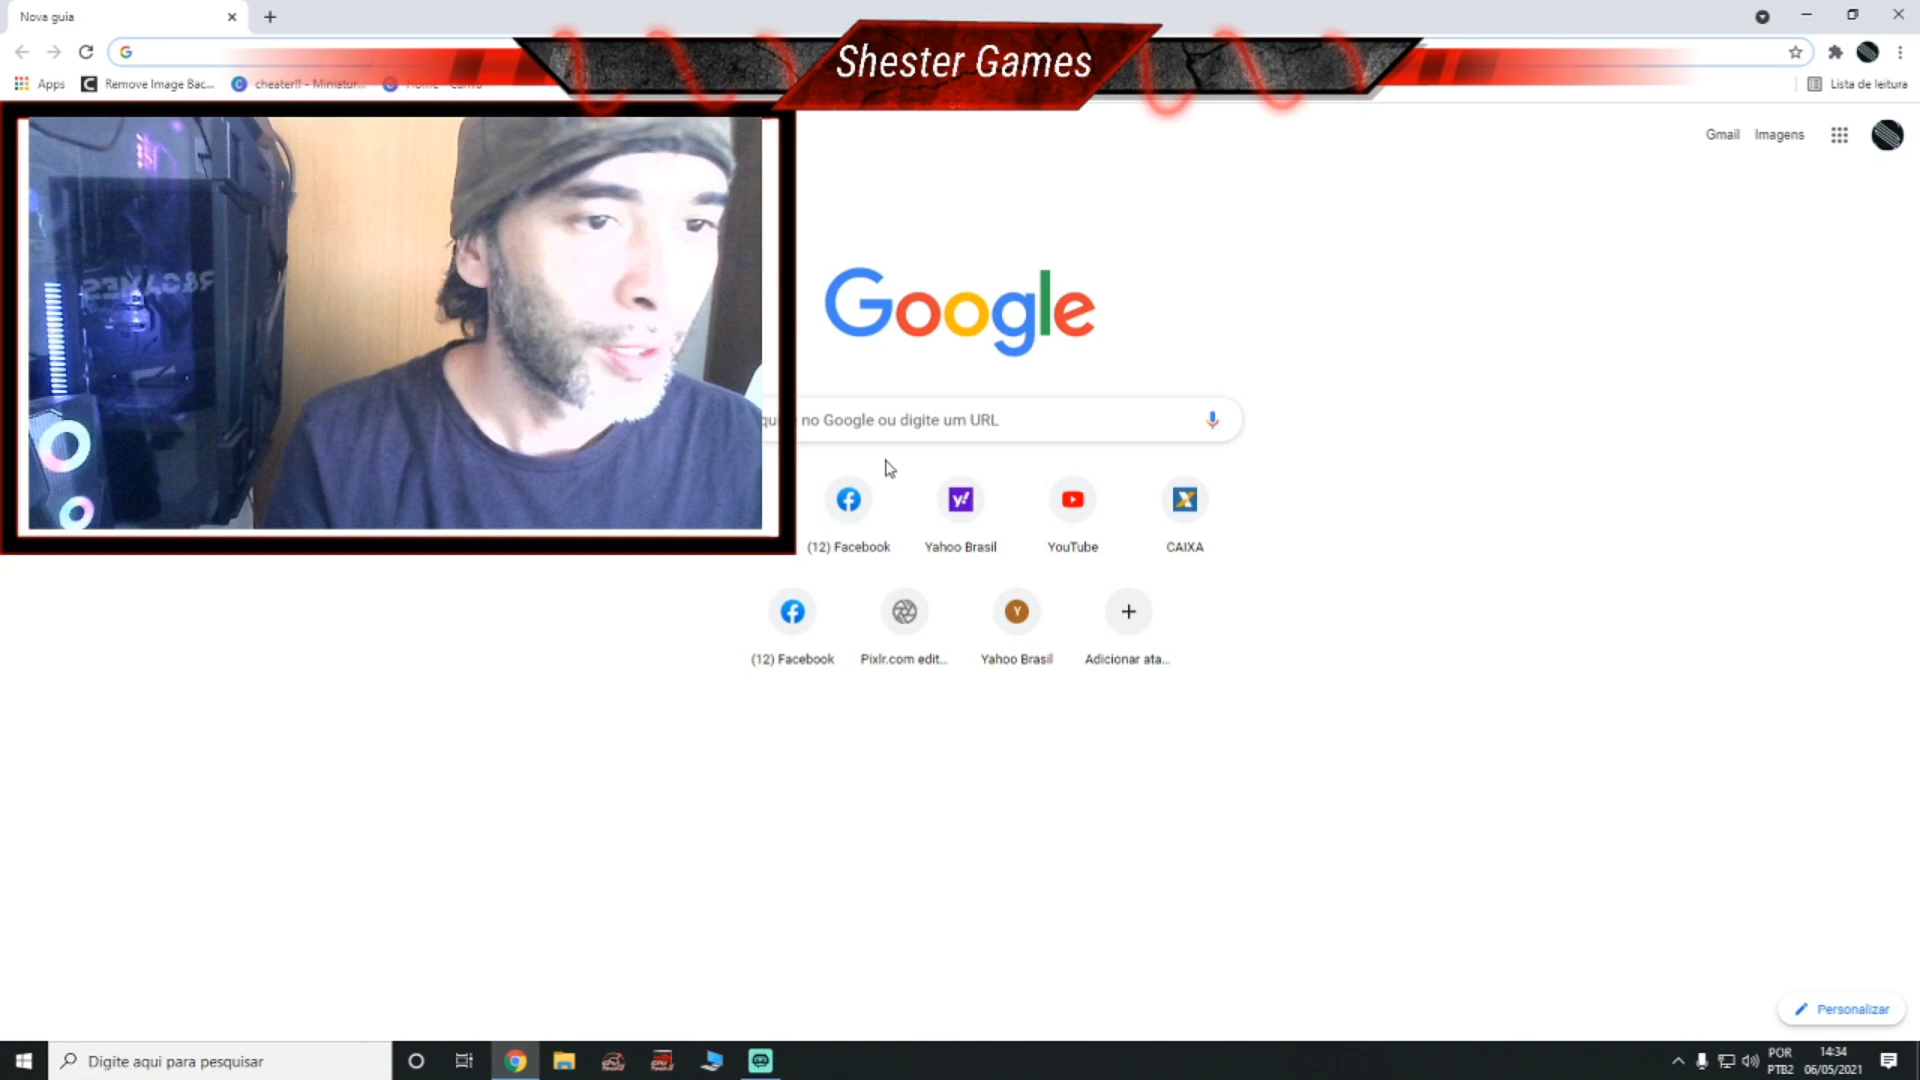 Nova guia
Shester Games
Apps
Remove Image Bac...
cheater!! - Miniatur...
Lista de leitura
Gmail
Imagens
Google
no Google ou digite um URL
(12) Facebook
Yahoo Brasil
YouTube
CAIXA
(12) Facebook
Pixlr.com edit...
Yahoo Brasil
Adicionar ata...
Personalizar
Digite aqui para pesquisar
POR
PTB2
14:34
06/05/2021